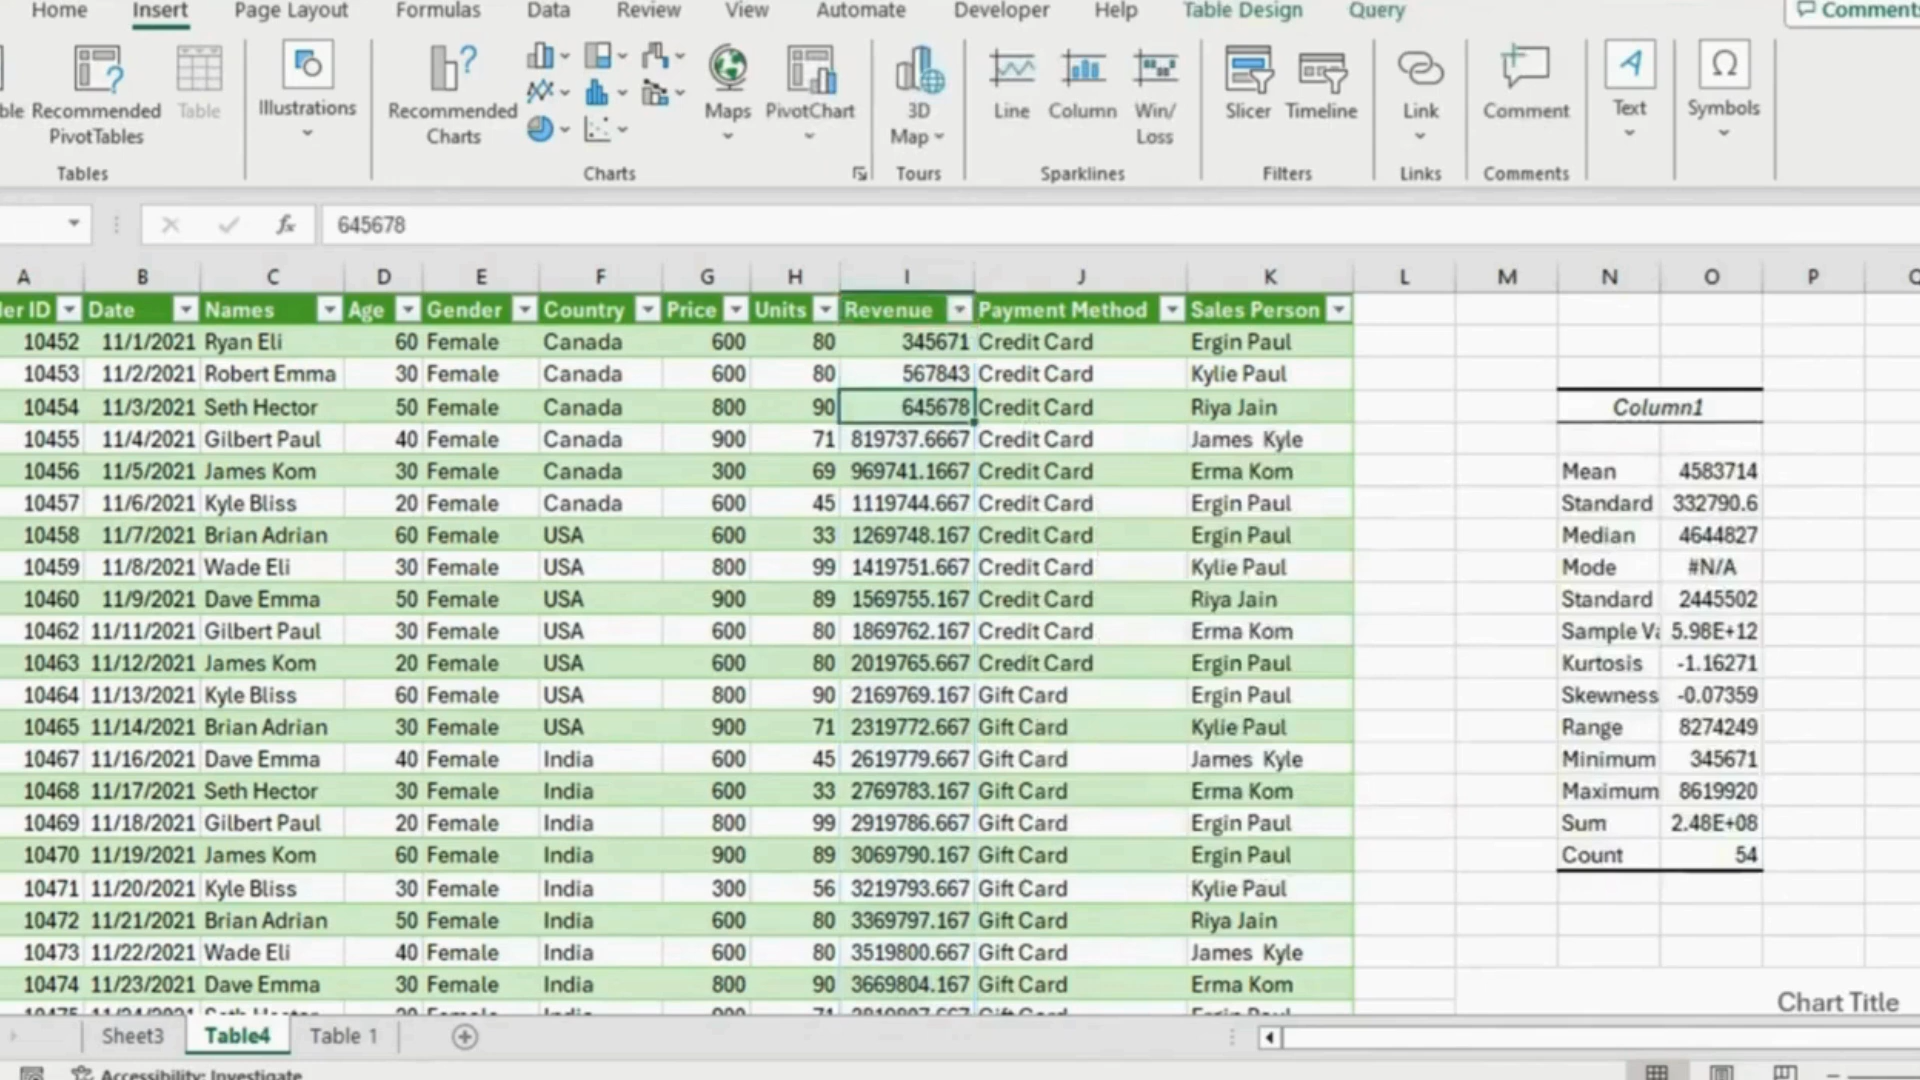 Home Insert Page Layout Formulas Data Review View Automate Developer Help Table Design Query Comments
Recommended PivotTables
Table
Illustrations
Recommended Charts
Maps
PivotChart
3D Map
Line
Column
Win/Loss
Slicer
Timeline
Link
Comment
Text
Symbols
Tables Charts Tours Sparklines Filters Links Comments
fx 645678
A B C D E F G H I J K L M N O P
ID Date Names Age Gender Country Price Units Revenue Payment Method Sales Person
10452 11/1/2021 Ryan Eli 60 Female Canada 600 80 345671 Credit Card Ergin Paul
10453 11/2/2021 Robert Emma 30 Female Canada 600 80 567843 Credit Card Kylie Paul
10454 11/3/2021 Seth Hector 50 Female Canada 800 90 645678 Credit Card Riya Jain Column1
10455 11/4/2021 Gilbert Paul 40 Female Canada 900 71 819737.6667 Credit Card James Kyle
10456 11/5/2021 James Kom 30 Female Canada 300 69 969741.1667 Credit Card Erma Kom Mean 4583714
10457 11/6/2021 Kyle Bliss 20 Female Canada 600 45 1119744.667 Credit Card Ergin Paul Standard 332790.6
10458 11/7/2021 Brian Adrian 60 Female USA 600 33 1269748.167 Credit Card Ergin Paul Median 4644827
10459 11/8/2021 Wade Eli 30 Female USA 800 99 1419751.667 Credit Card Kylie Paul Mode #N/A
10460 11/9/2021 Dave Emma 50 Female USA 900 89 1569755.167 Credit Card Riya Jain Standard 2445502
10462 11/11/2021 Gilbert Paul 30 Female USA 600 80 1869762.167 Credit Card Erma Kom Sample 5.98E+12
10463 11/12/2021 James Kom 20 Female USA 600 80 2019765.667 Credit Card Ergin Paul Kurtosis -1.16271
10464 11/13/2021 Kyle Bliss 60 Female USA 800 90 2169769.167 Gift Card Ergin Paul Skewness -0.07359
10465 11/14/2021 Brian Adrian 30 Female USA 900 71 2319772.667 Gift Card Kylie Paul Range 8274249
10467 11/16/2021 Dave Emma 40 Female India 600 45 2619779.667 Gift Card James Kyle Minimum 345671
10468 11/17/2021 Seth Hector 30 Female India 600 33 2769783.167 Gift Card Erma Kom Maximum 8619920
10469 11/18/2021 Gilbert Paul 20 Female India 800 99 2919786.667 Gift Card Ergin Paul Sum 2.48E+08
10470 11/19/2021 James Kom 60 Female India 900 89 3069790.167 Gift Card Ergin Paul Count 54
10471 11/20/2021 Kyle Bliss 30 Female India 300 56 3219793.667 Gift Card Kylie Paul
10472 11/21/2021 Brian Adrian 50 Female India 600 80 3369797.167 Gift Card Riya Jain
10473 11/22/2021 Wade Eli 40 Female India 600 80 3519800.667 Gift Card James Kyle
10474 11/23/2021 Dave Emma 30 Female India 800 90 3669804.167 Gift Card Erma Kom
Chart Title
Sheet3 Table4 Table 1
Accessibility: Investigate